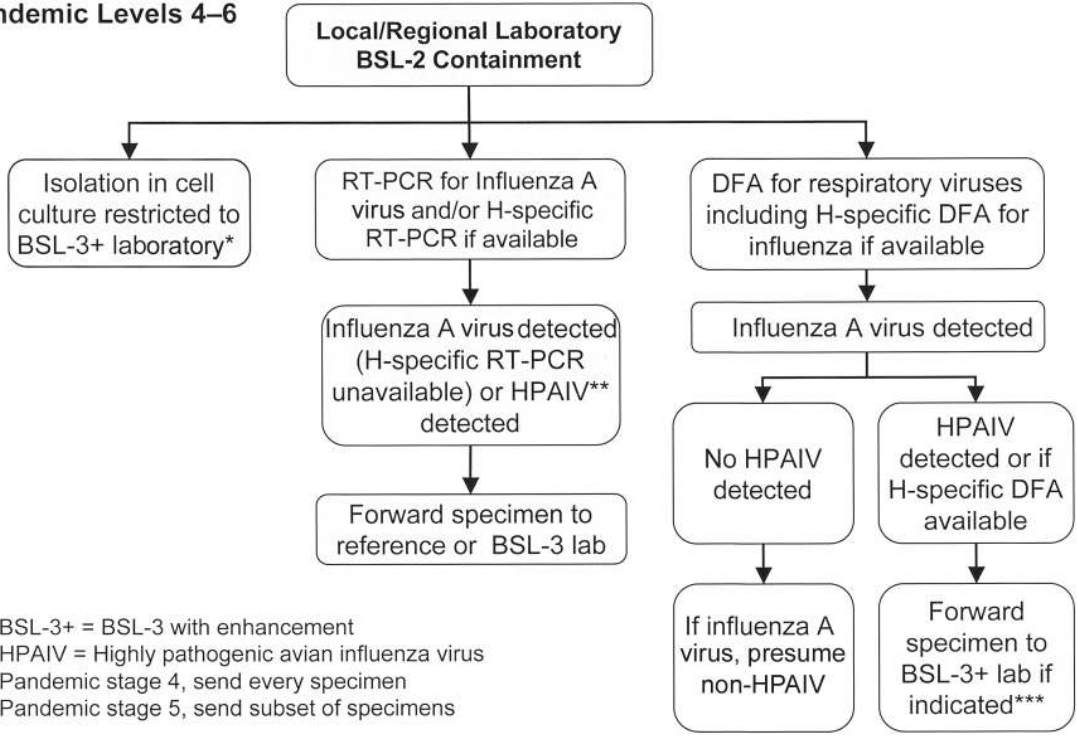 ndemic Levels 4–6
Local/Regional Laboratory
BSL-2 Containment
Isolation in cell
culture restricted to
BSL-3+ laboratory*
RT-PCR for Influenza A
virus and/or H-specific
RT-PCR if available
DFA for respiratory viruses
including H-specific DFA for
influenza if available
Influenza A virus detected
(H-specific RT-PCR
unavailable) or HPAIV**
detected
Influenza A virus detected
No HPAIV
detected
HPAIV
detected or if
H-specific DFA
available
Forward specimen to
reference or BSL-3 lab
If influenza A
virus, presume
non-HPAIV
Forward
specimen to
BSL-3+ lab if
indicated***
BSL-3+ = BSL-3 with enhancement
HPAIV = Highly pathogenic avian influenza virus
Pandemic stage 4, send every specimen
Pandemic stage 5, send subset of specimens